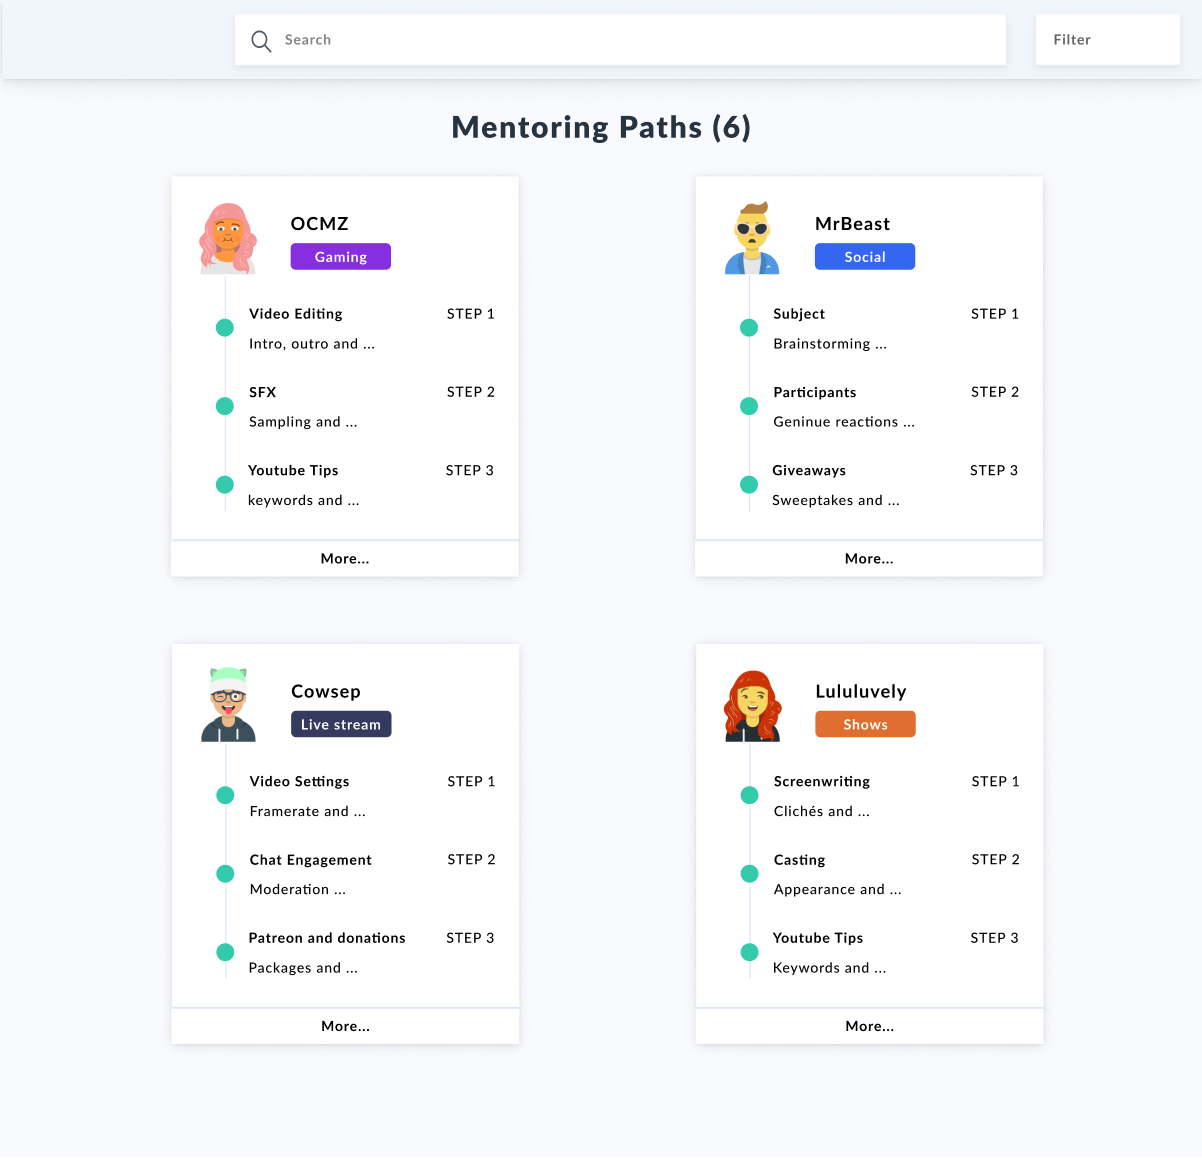 Search
Filter
Mentoring Paths (6)
OCMZ
Gaming
Video Editing STEP 1
Intro, outro and ...
SFX STEP 2
Sampling and ...
Youtube Tips STEP 3
keywords and ...
More...
MrBeast
Social
Subject STEP 1
Brainstorming ...
Participants STEP 2
Geninue reactions ...
Giveaways STEP 3
Sweeptakes and ...
More...
Cowsep
Live stream
Video Settings STEP 1
Framerate and ...
Chat Engagement STEP 2
Moderation ...
Patreon and donations STEP 3
Packages and ...
More...
Lululuvely
Shows
Screenwriting STEP 1
Clichés and ...
Casting STEP 2
Appearance and ...
Youtube Tips STEP 3
Keywords and ...
More...